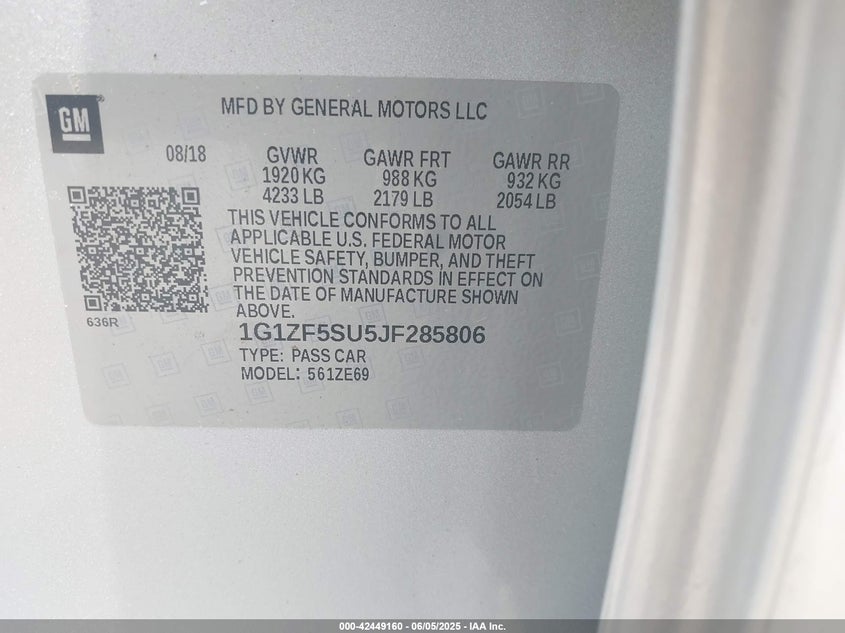 GM
MFD BY GENERAL MOTORS LLC
08/18 GVWR GAWR FRT GAWR RR
1920 KG 988 KG 932 KG
4233 LB 2179 LB 2054 LB
THIS VEHICLE CONFORMS TO ALL
APPLICABLE U.S. FEDERAL MOTOR
VEHICLE SAFETY, BUMPER, AND THEFT
PREVENTION STANDARDS IN EFFECT ON
THE DATE OF MANUFACTURE SHOWN
ABOVE.
636R
1G1ZF5SU5JF285806
TYPE: PASS CAR
MODEL: 561ZE69
000-42449160 - 06/05/2025 - IAA Inc.